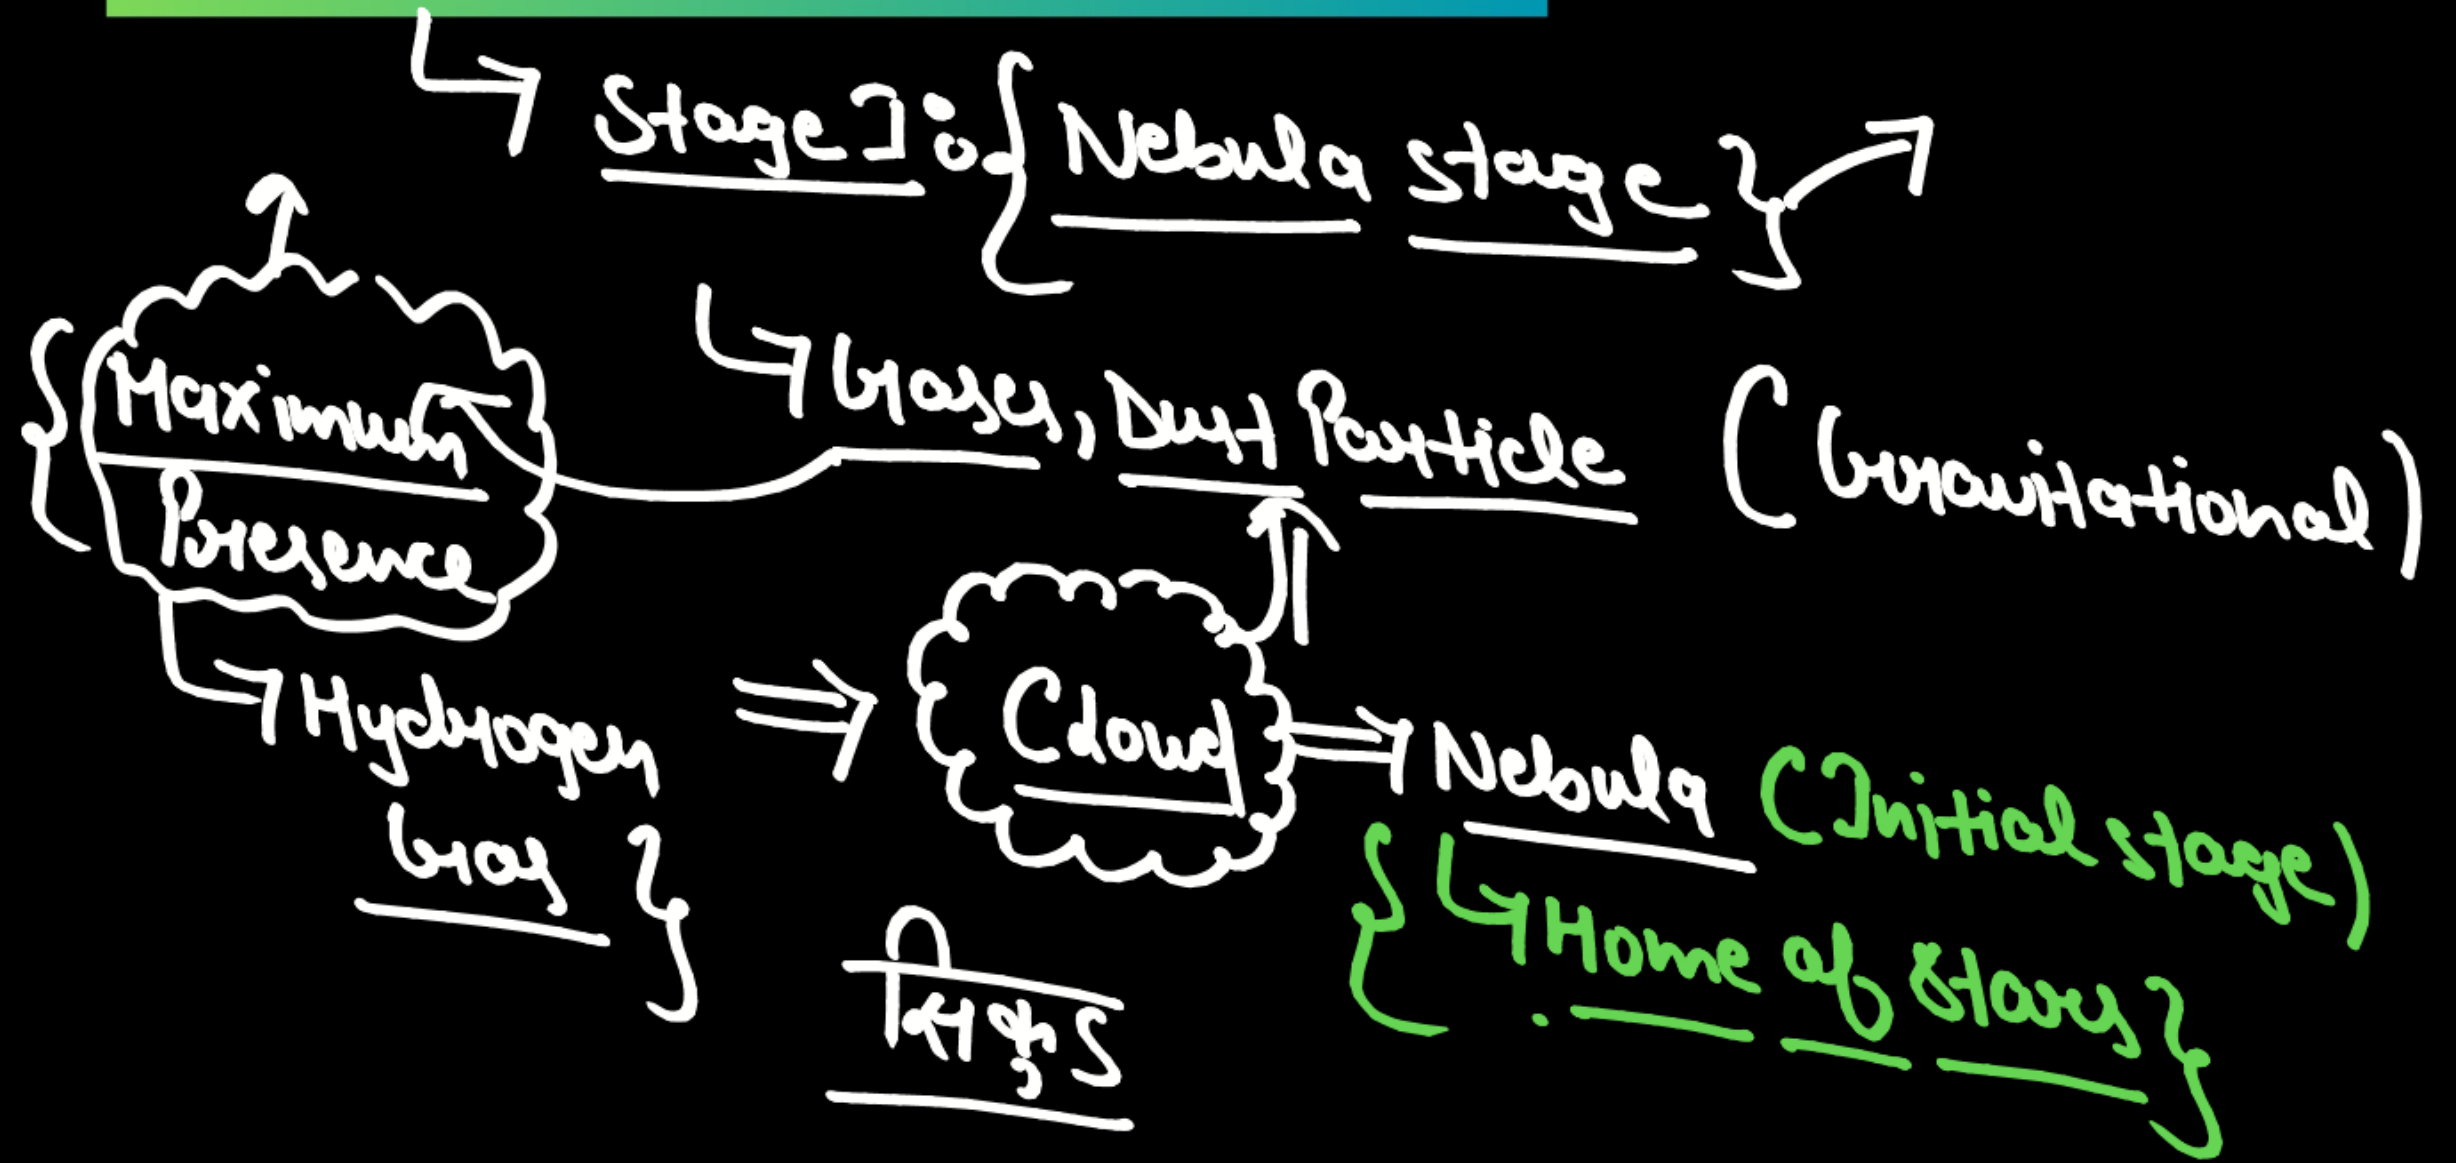 Stage I: {Nebula stage}
Gases, Dust Particle (Gravitational)
Maximum
Presence
Hydrogen
Gas}
Cloud
Nebula (Initial stage)
{Home of Stars}